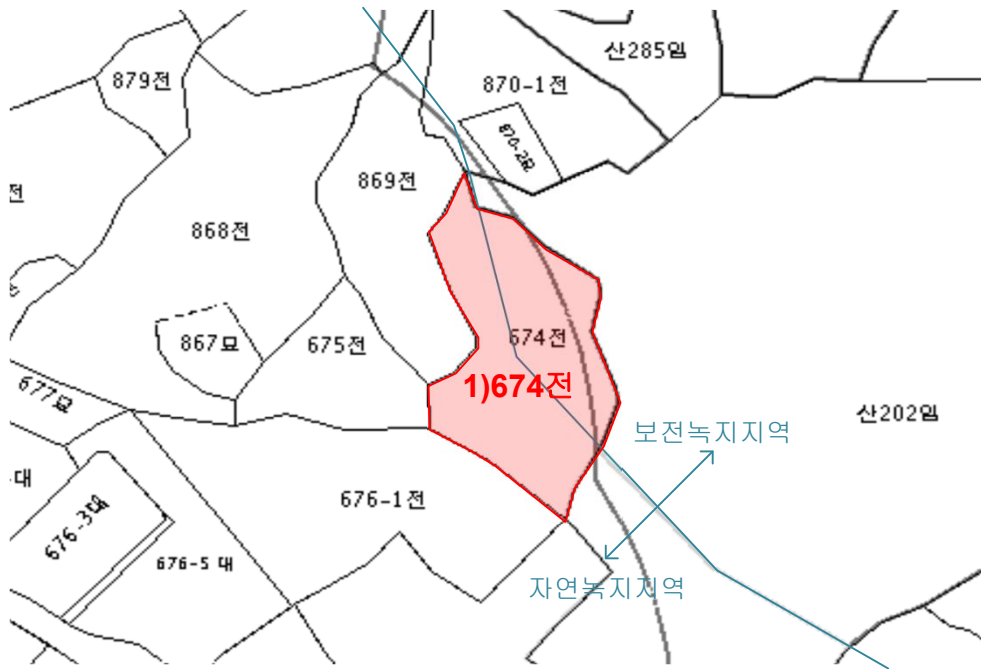 산285임
879전
870-1전
870-2묘
869전
전
868전
674전
867묘
675전
1)674전
677묘
산202임
보전녹지지역
대
676-1전
676-3대
676-5 대
자연녹지지역